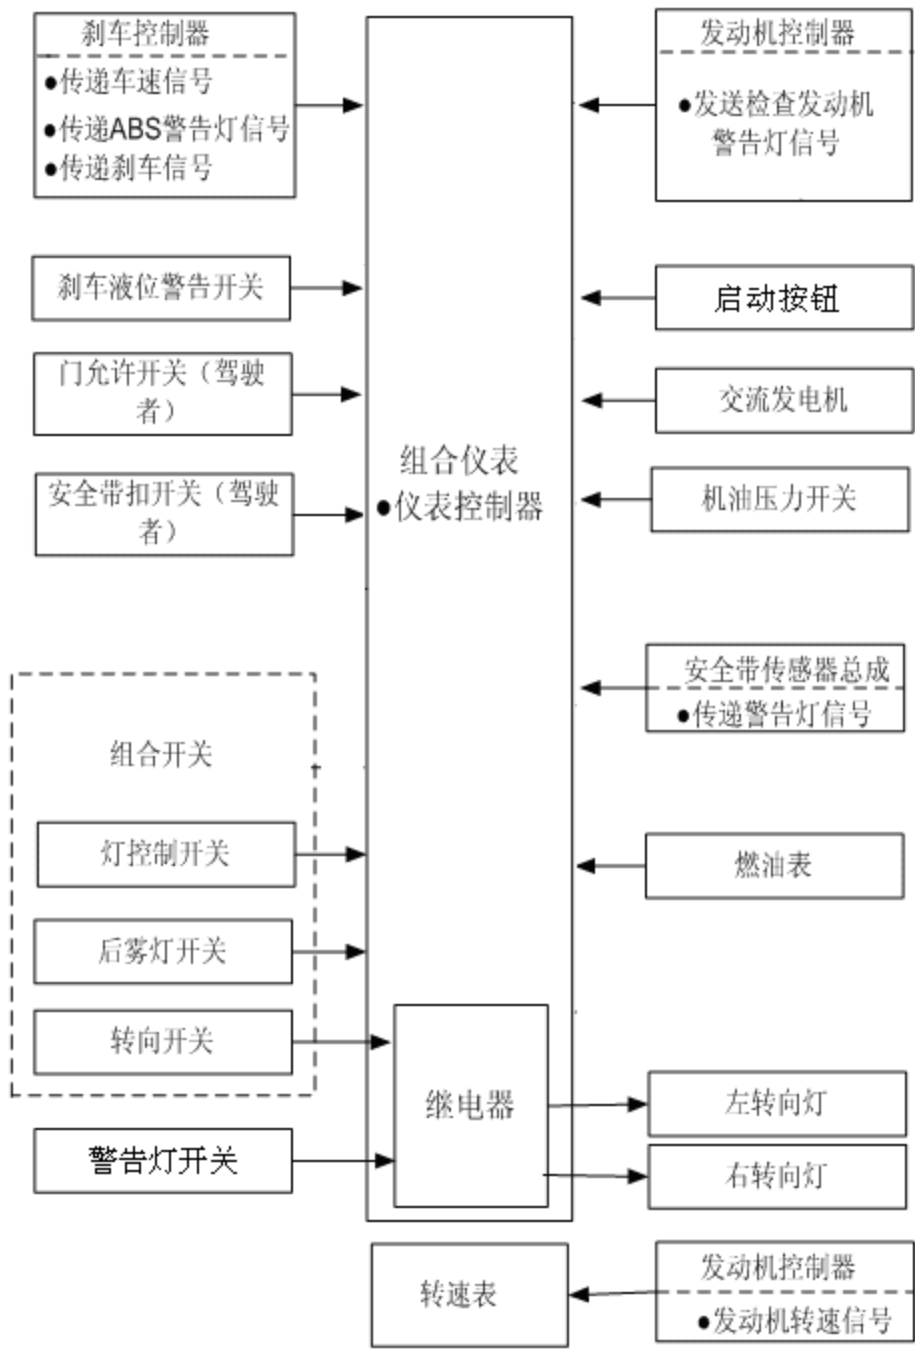 刹车控制器
●传递车速信号
●传递ABS警告灯信号
●传递刹车信号
刹车液位警告开关
门允许开关（驾驶
者）
安全带扣开关（驾驶
者）
组合开关
灯控制开关
后雾灯开关
转向开关
警告灯开关
组合仪表
●仪表控制器
继电器
转速表
发动机控制器
●发送检查发动机
警告灯信号
启动按钮
交流发电机
机油压力开关
安全带传感器总成
●传递警告灯信号
燃油表
左转向灯
右转向灯
发动机控制器
●发动机转速信号